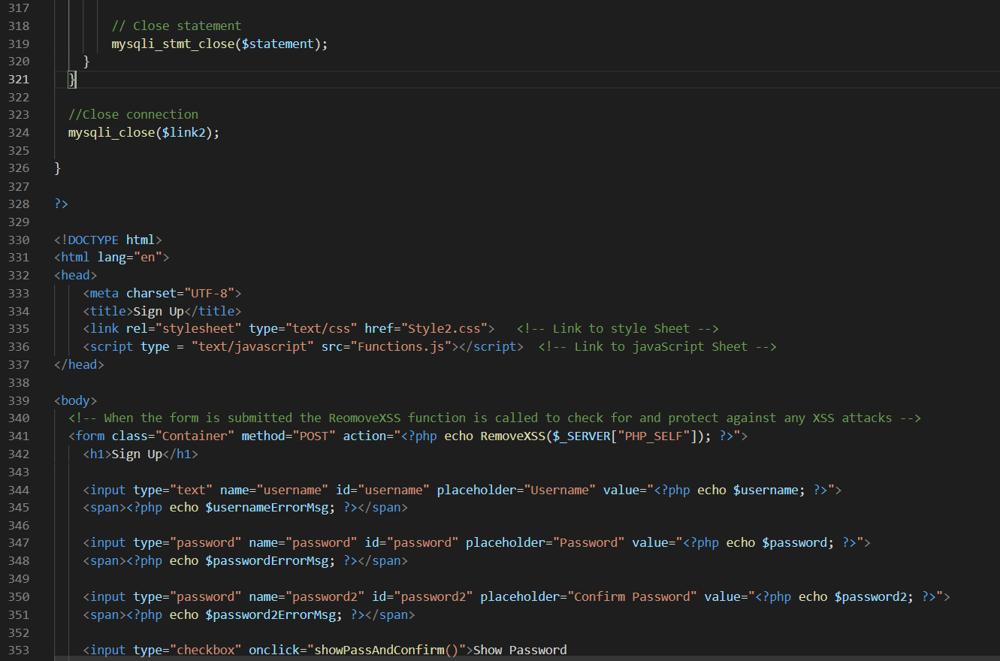 317
318 // Close statement
319 mysqli_stmt_close($statement);
320 }
321 }
322
323 //Close connection
324 mysqli_close($link2);
325
326 }
327
328 ?>
329
330 <!DOCTYPE html>
331 <html lang="en">
332 <head>
333 <meta charset="UTF-8">
334 <title>Sign Up</title>
335 <link rel="stylesheet" type="text/css" href="Style2.css"> <!-- Link to style Sheet -->
336 <script type = "text/javascript" src="Functions.js"></script> <!-- Link to javaScript Sheet -->
337 </head>
338
339 <body>
340 <!-- When the form is submitted the ReomoveXSS function is called to check for and protect against any XSS attacks -->
341 <form class="Container" method="POST" action="<?php echo RemoveXSS($_SERVER["PHP_SELF"]); ?>">
342 <h1>Sign Up</h1>
343
344 <input type="text" name="username" id="username" placeholder="Username" value="<?php echo $username; ?>">
345 <span><?php echo $usernameErrorMsg; ?></span>
346
347 <input type="password" name="password" id="password" placeholder="Password" value="<?php echo $password; ?>">
348 <span><?php echo $passwordErrorMsg; ?></span>
349
350 <input type="password" name="password2" id="password2" placeholder="Confirm Password" value="<?php echo $password2; ?>">
351 <span><?php echo $password2ErrorMsg; ?></span>
352
353 <input type="checkbox" onclick="showPassAndConfirm()">Show Password